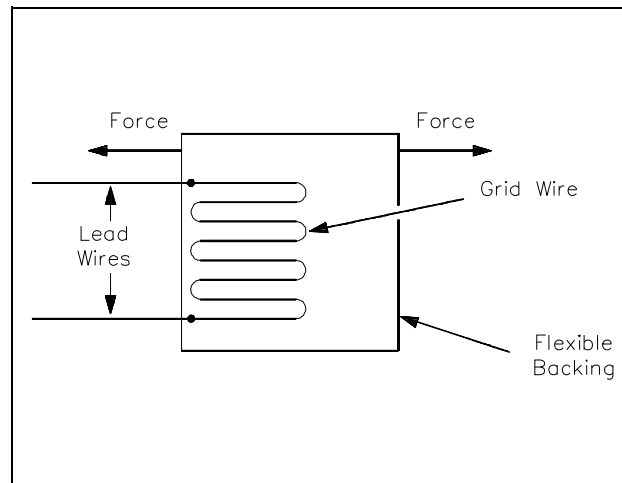 Force
Force
Grid Wire
Lead
Wires
Flexible
Backing